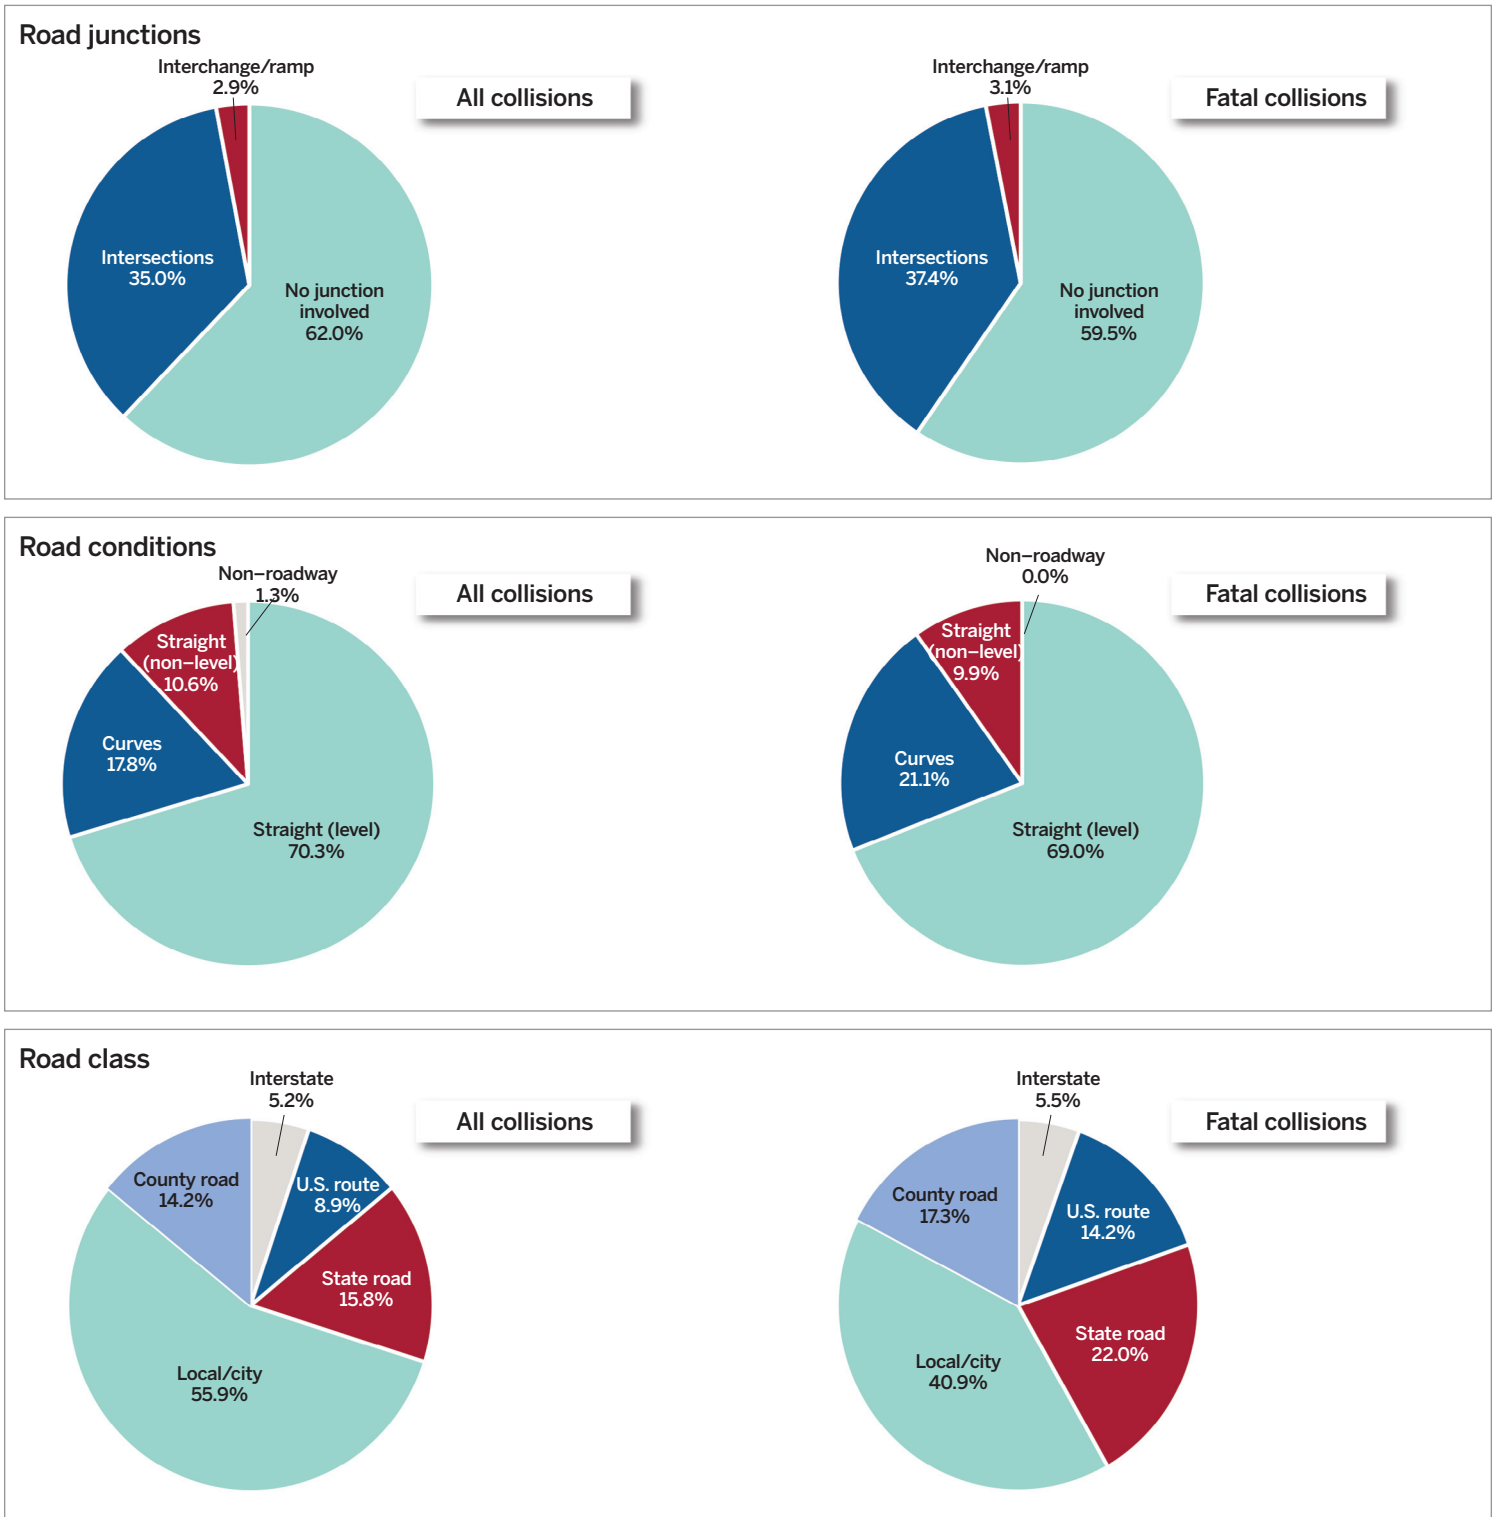 Road junctions
Interchange/ramp
2.9%
All collisions
Intersections
35.0%
No junction
involved
62.0%
Interchange/ramp
3.1%
Fatal collisions
Intersections
37.4%
No junction
involved
59.5%
Road conditions
Non–roadway
1.3%
All collisions
Straight
(non–level)
10.6%
Curves
17.8%
Straight (level)
70.3%
Non–roadway
0.0%
Fatal collisions
Straight
(non–level)
9.9%
Curves
21.1%
Straight (level)
69.0%
Road class
Interstate
5.2%
All collisions
County road
14.2%
U.S. route
8.9%
State road
15.8%
Local/city
55.9%
Interstate
5.5%
Fatal collisions
County road
17.3%
U.S. route
14.2%
State road
22.0%
Local/city
40.9%